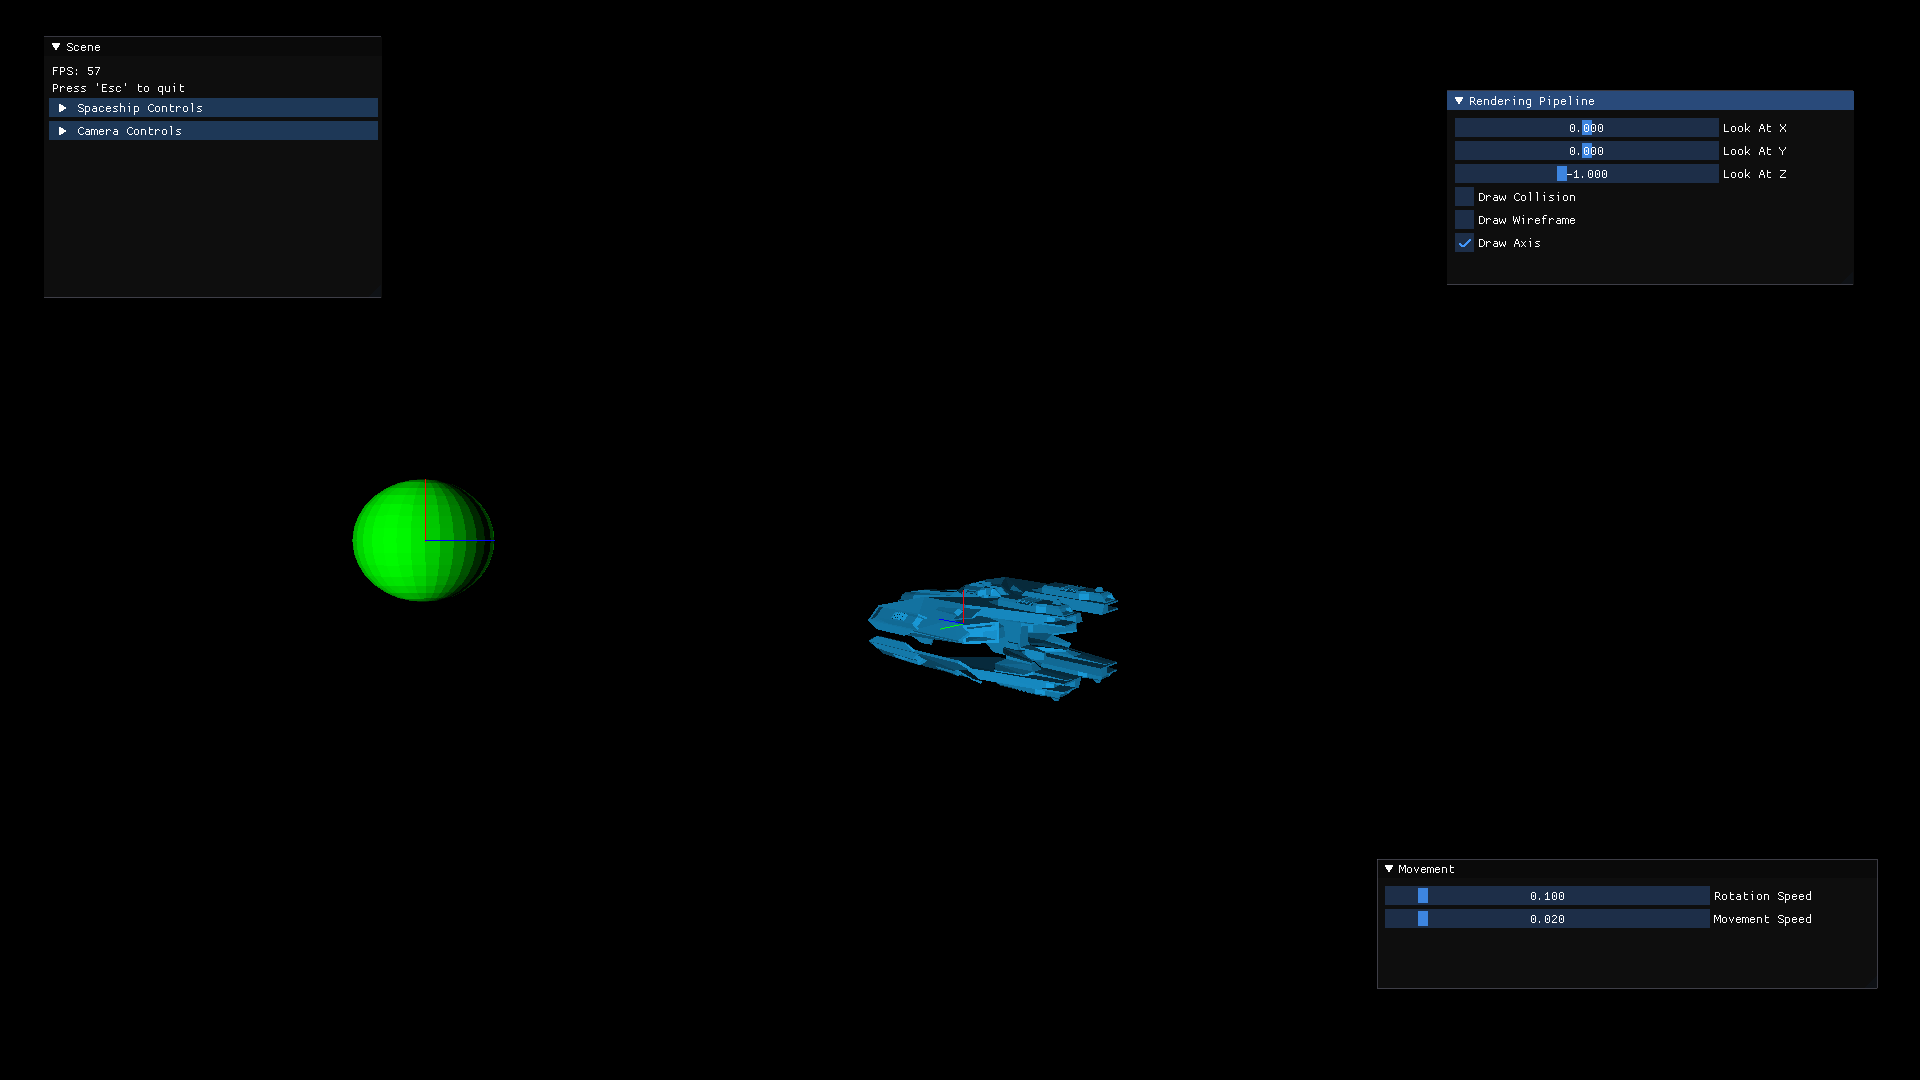 Scene
FPS: 57
Press 'Esc' to quit
Spaceship Controls
Camera Controls
Rendering Pipeline
0.000 Look At X
0.000 Look At Y
-1.000 Look At Z
Draw Collision
Draw Wireframe
Draw Axis
Movement
0.100 Rotation Speed
0.020 Movement Speed